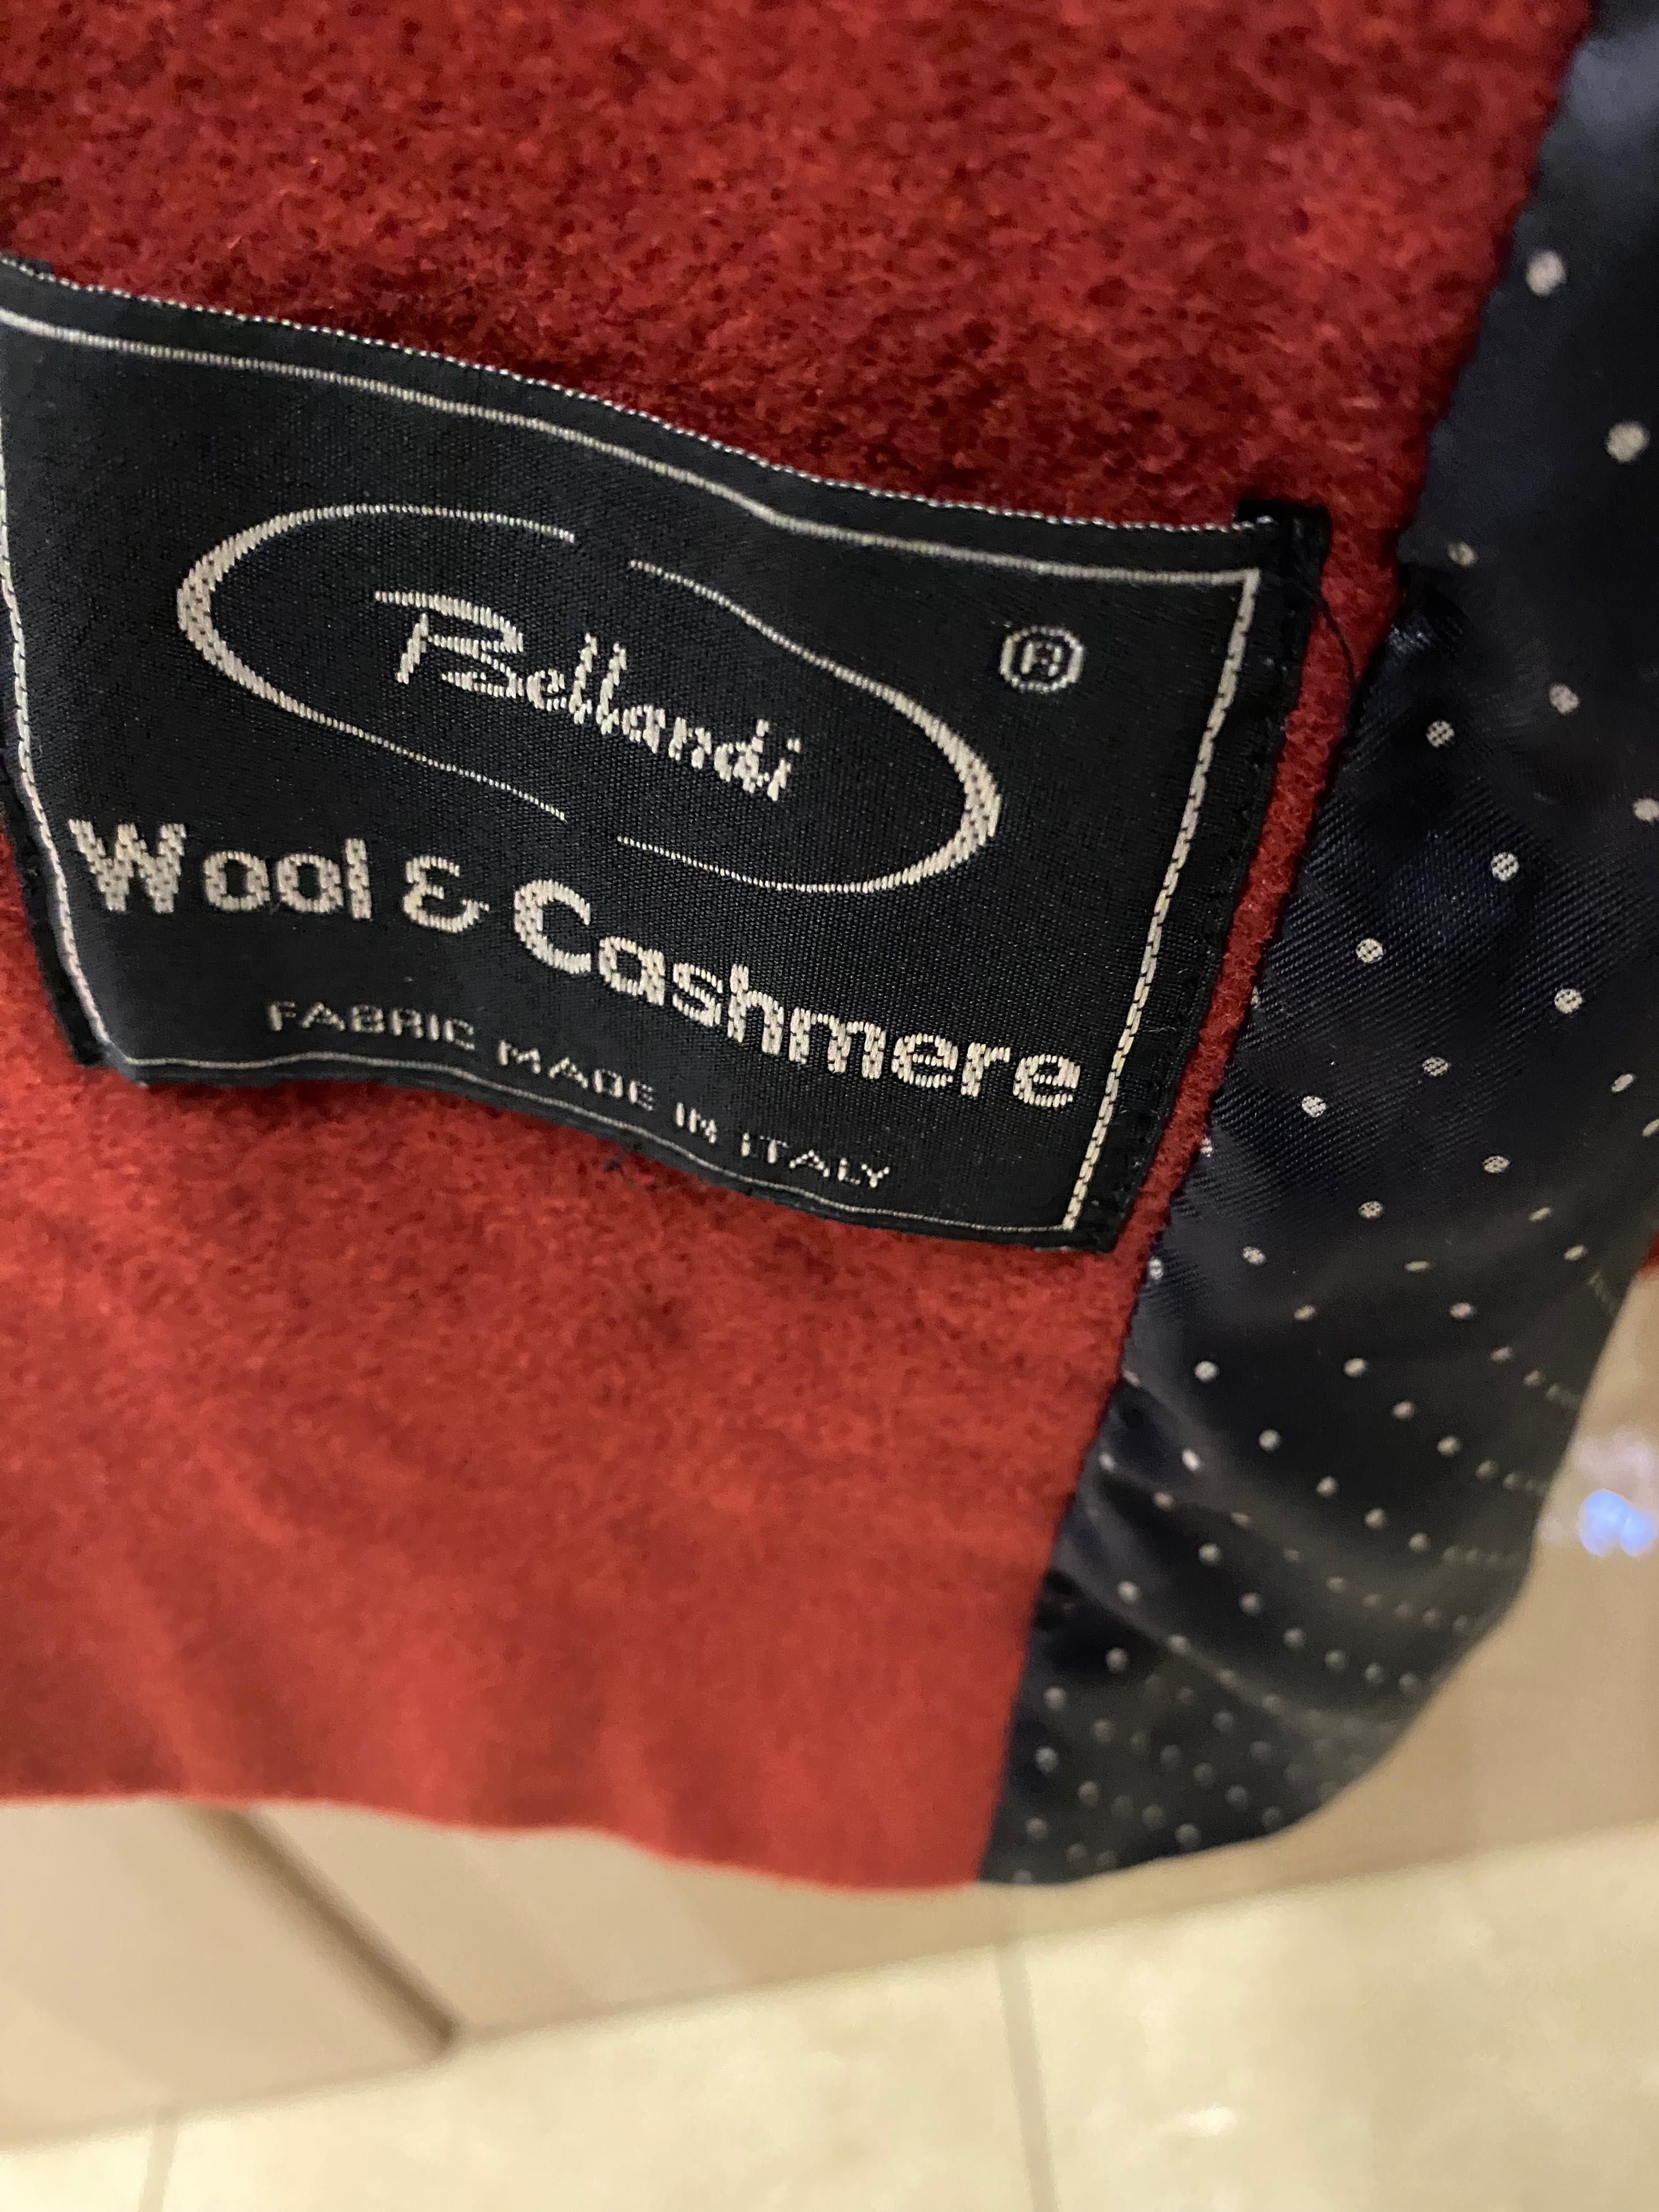 Bellandi
®
Wool & Cashmere
FABRIC MADE IN ITALY